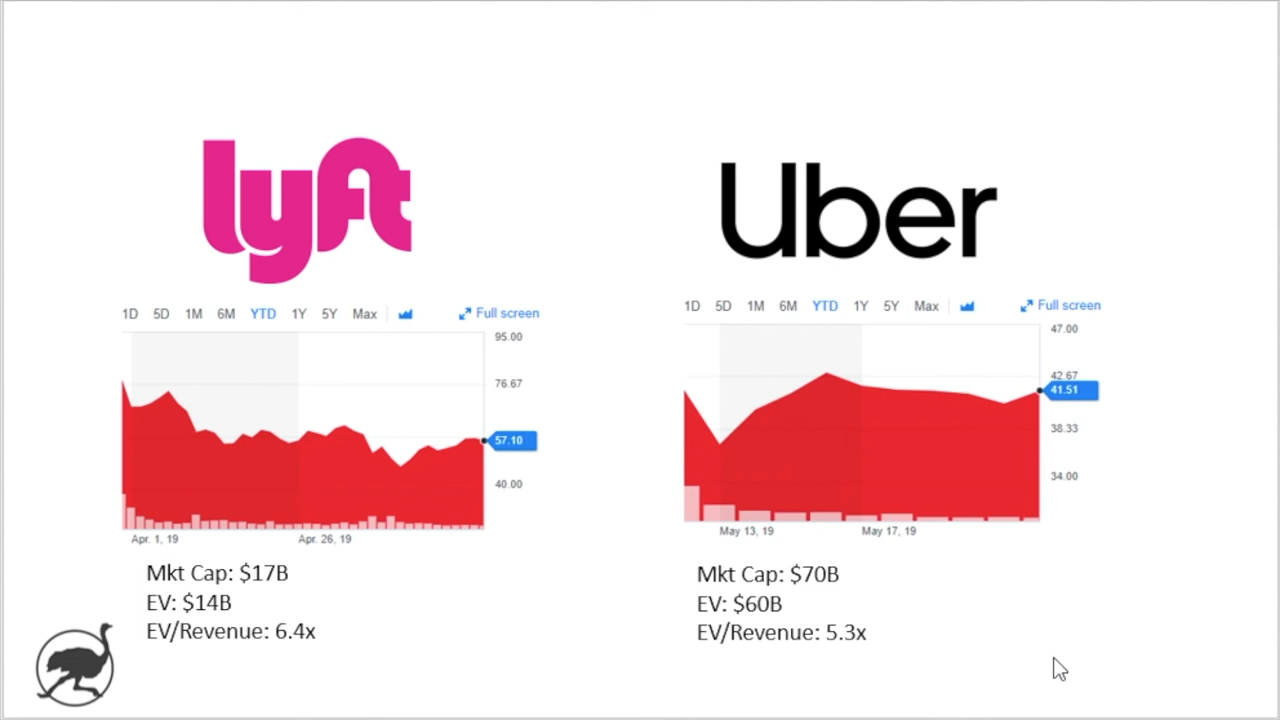 lyft
1D 5D 1M 6M YTD 1Y 5Y Max Full screen
95.00
76.67
57.10
40.00
Apr. 1, 19 Apr. 26, 19
Mkt Cap: $17B
EV: $14B
EV/Revenue: 6.4x
Uber
1D 5D 1M 6M YTD 1Y 5Y Max Full screen
47.00
42.67
41.51
38.33
34.00
May 13, 19 May 17, 19
Mkt Cap: $70B
EV: $60B
EV/Revenue: 5.3x